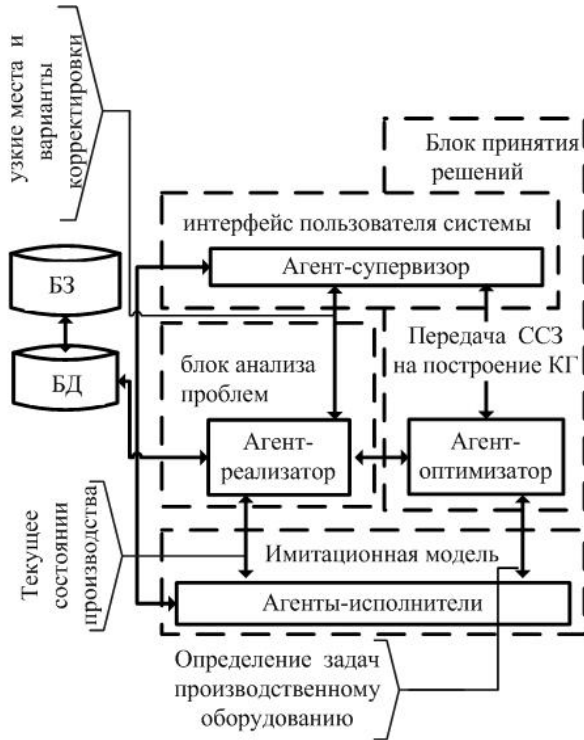 узкие места и
варианты
корректировки
Блок принятия
решений
интерфейс пользователя системы
Агент-супервизор
БЗ
БД
блок анализа
проблем
Передача ССЗ
на построение КГ
Агент-
реализатор
Агент-
оптимизатор
Текущее
состоянии
производства
Имитационная модель
Агенты-исполнители
Определение задач
производственному
оборудованию